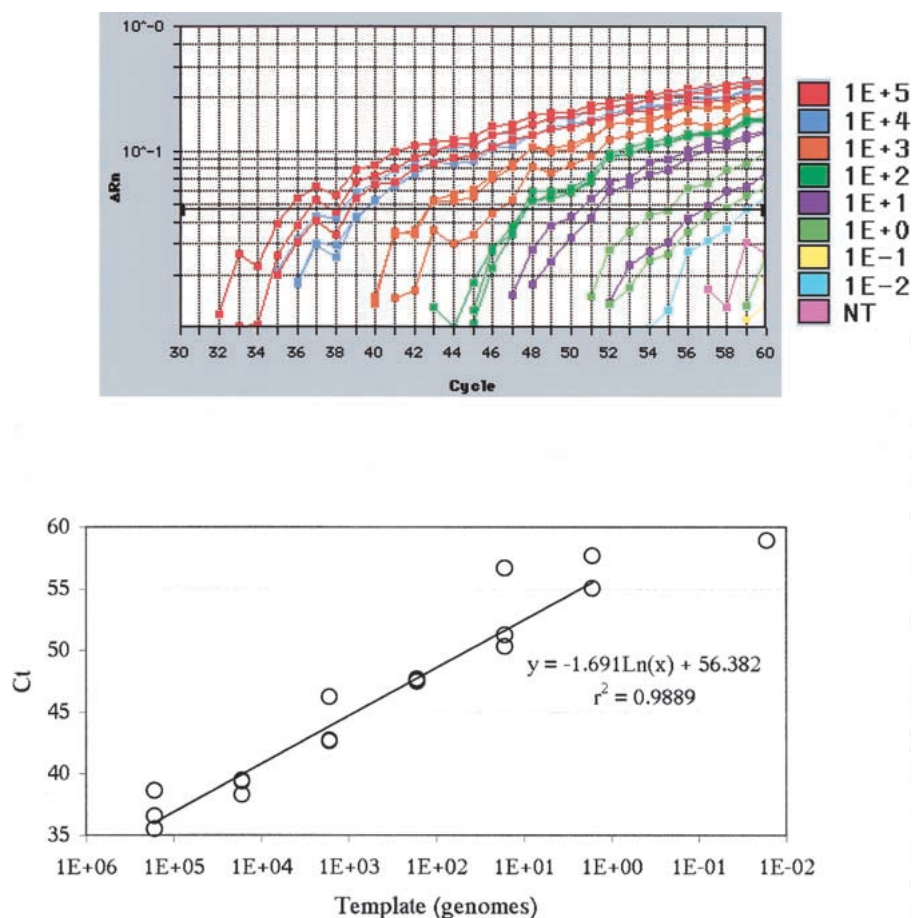 10^-0
10^-1
ΔRn
30 32 34 36 38 40 42 44 46 48 50 52 54 56 58 60
Cycle
1E+5
1E+4
1E+3
1E+2
1E+1
1E+0
1E-1
1E-2
NT
60
55
50
45
40
35
Ct
y = -1.691Ln(x) + 56.382
r² = 0.9889
1E+06 1E+05 1E+04 1E+03 1E+02 1E+01 1E+00 1E-01 1E-02
Template (genomes)